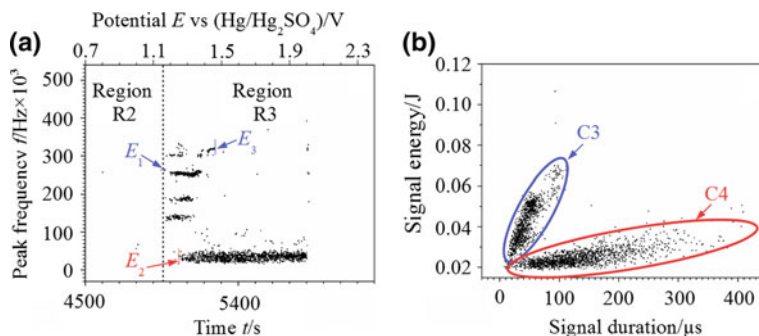 Potential E vs (Hg/Hg₂SO₄)/V
(a) 0.7 1.1 1.5 1.9 2.3
Peak frequency f/Hz×10³
500
400
300
200
100
0
Region R2
Region R3
E₁
E₃
E₂
4500 5400
Time t/s
(b)
Signal energy/J
0.12
0.10
0.08
0.06
0.04
0.02
C3
C4
0 100 200 300 400
Signal duration/µs